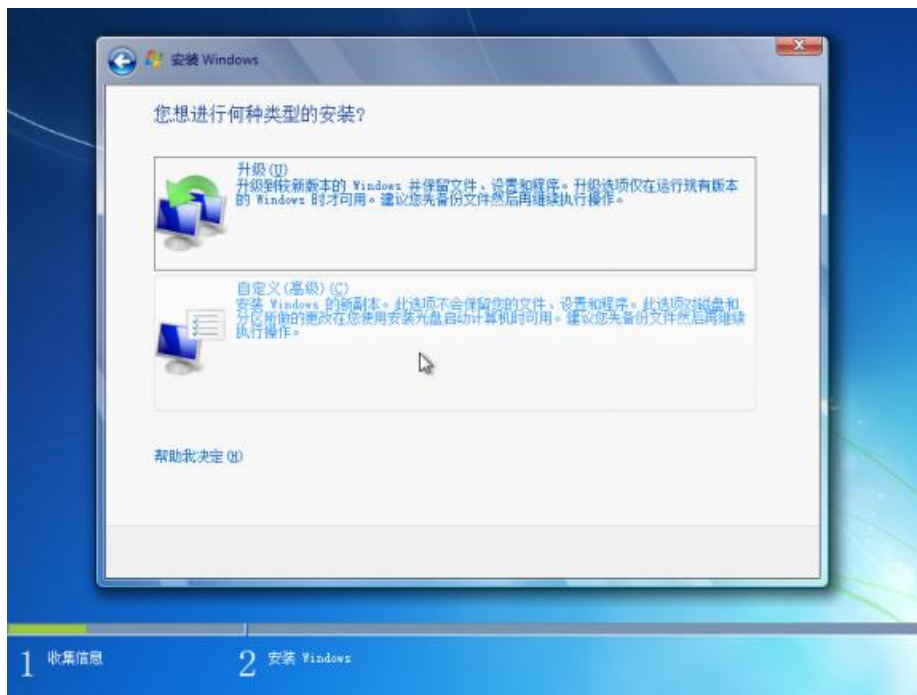 安装 Windows
您想进行何种类型的安装?
升级(U)
升级到较新版本的 Windows 并保留文件、设置和程序。升级选项仅在运行现有版本
的 Windows 时才可用。建议您先备份文件然后再继续执行操作。
自定义(高级)(C)
安装 Windows 的新副本。此选项不会保留您的文件、设置和程序。此选项对磁盘和
分区所做的更改在您使用安装光盘启动计算机时可用。建议您先备份文件然后再继续
执行操作。
帮助我决定(H)
1 收集信息
2 安装 Windows